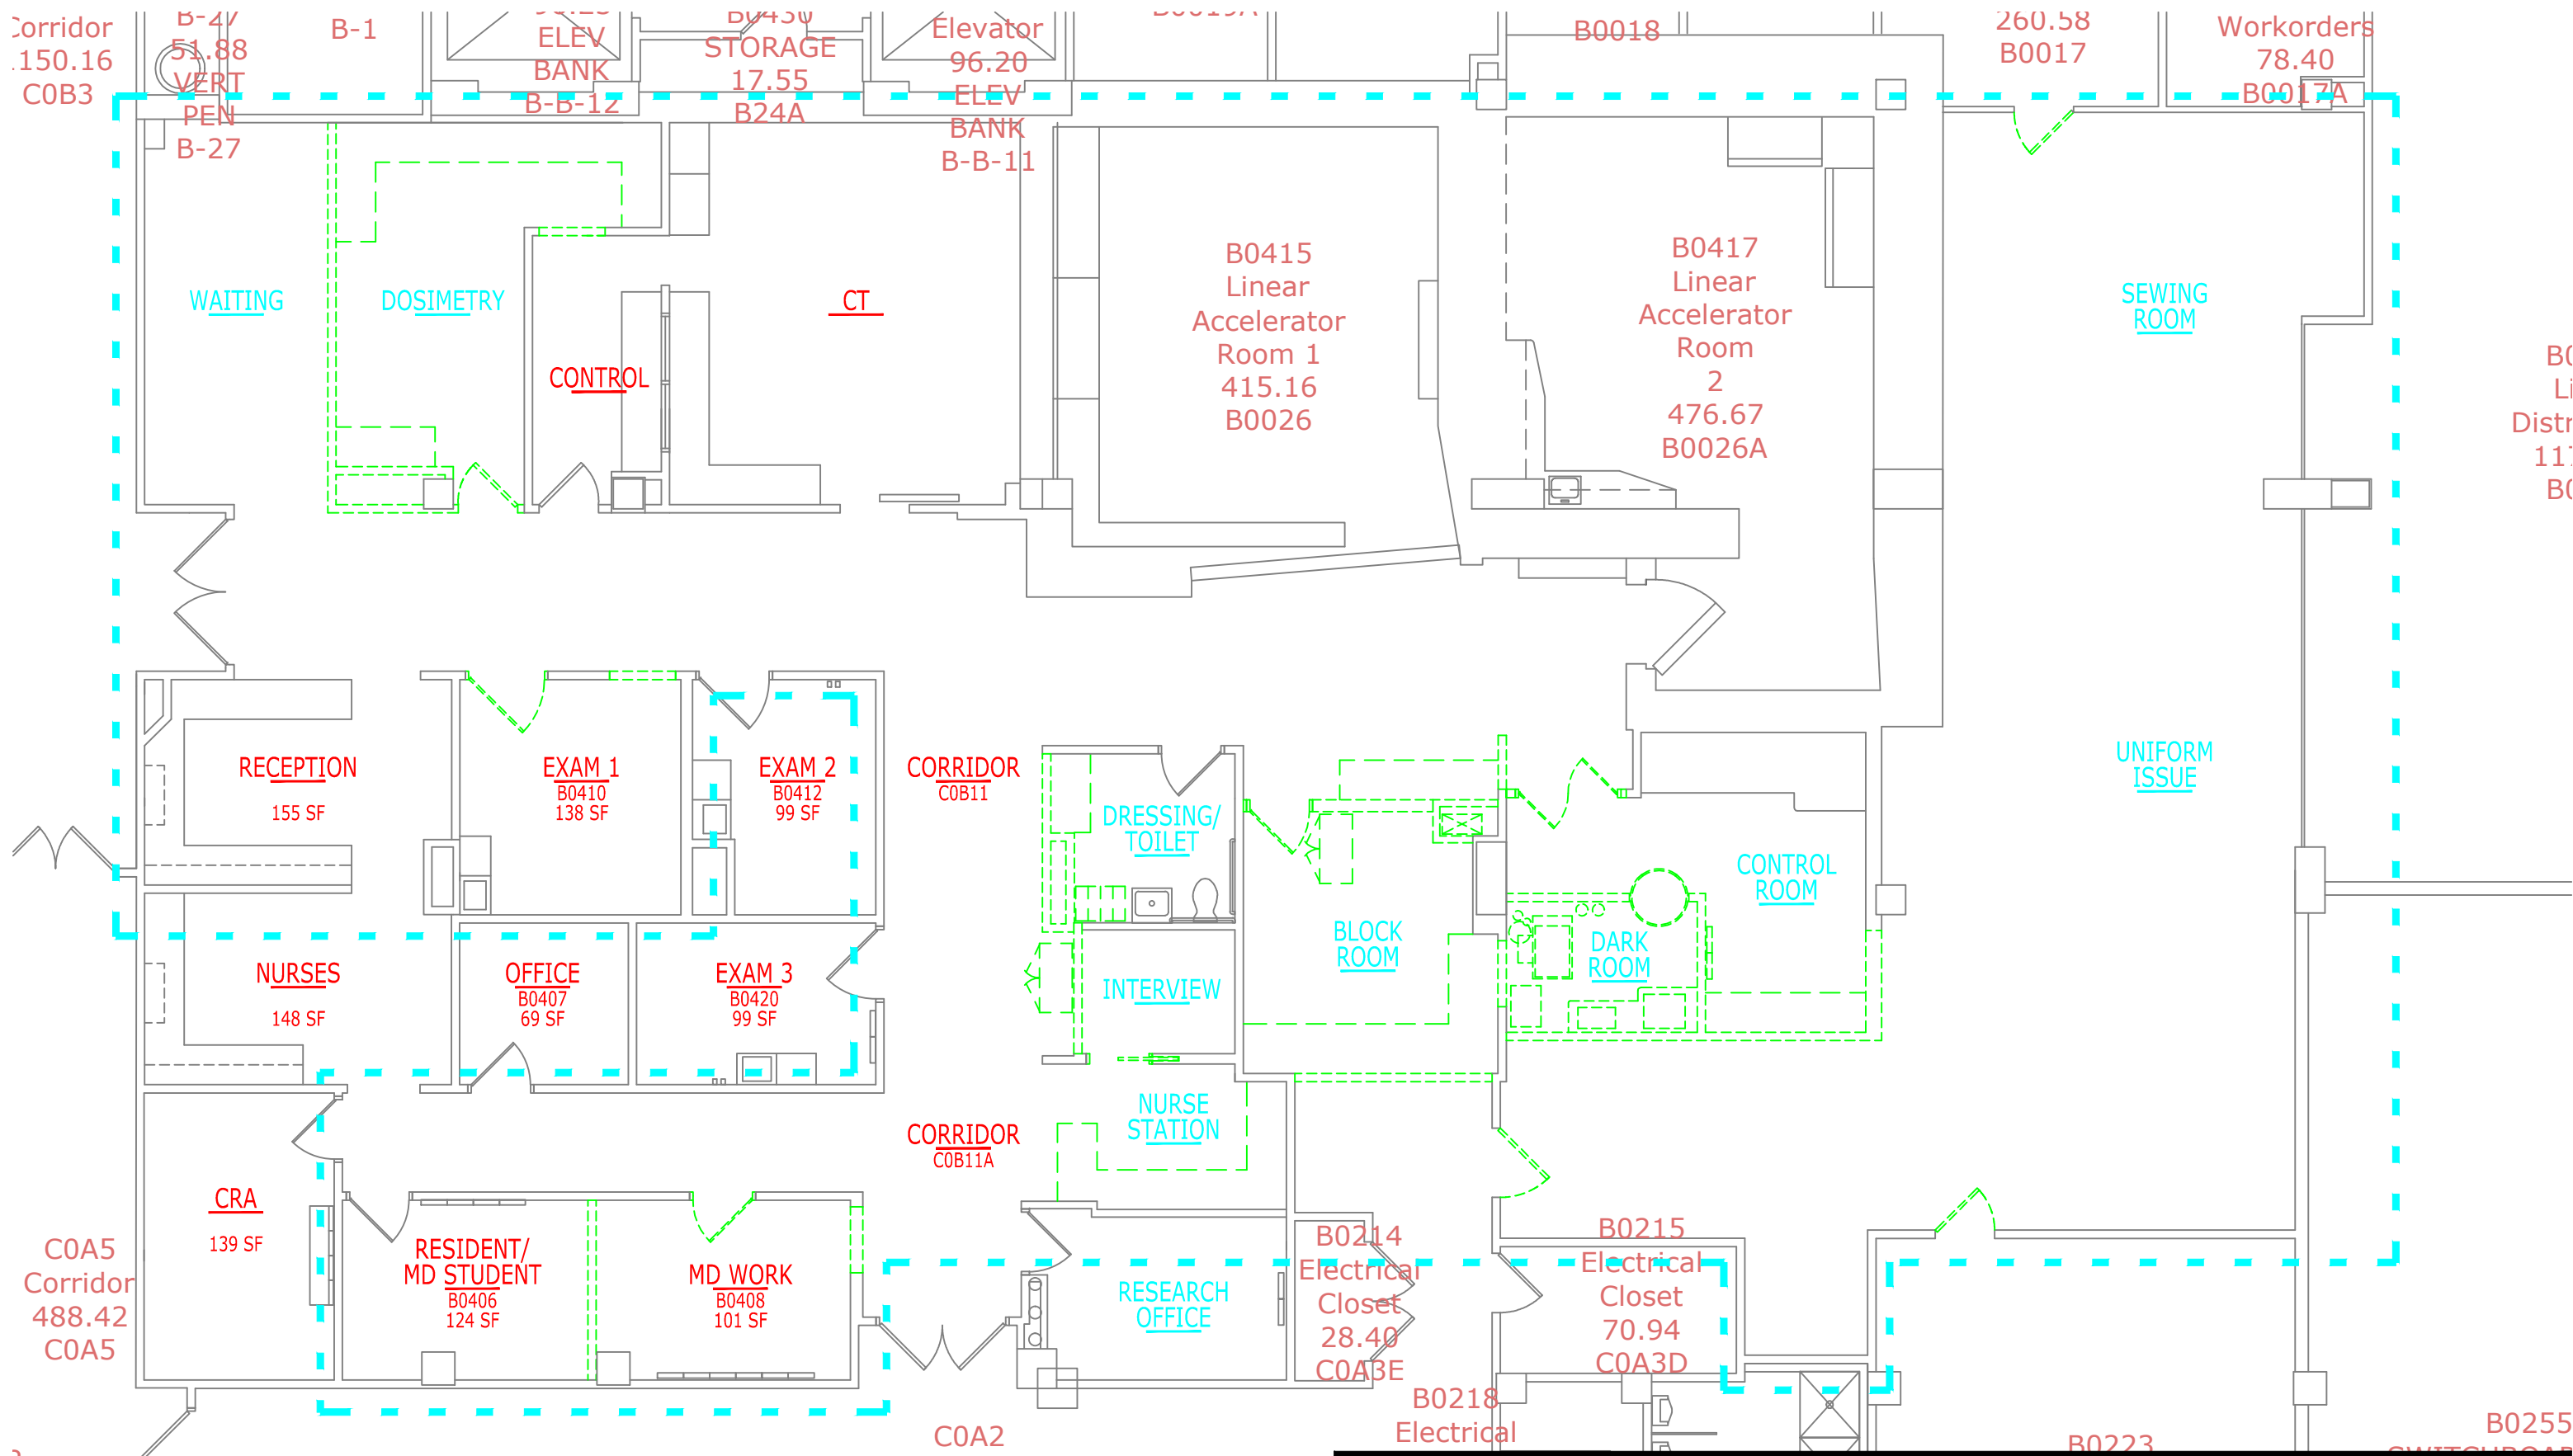 Corridor
150.16
C0B3
B-27
51.88
VERT
PEN
B-27
B-1
ELEV
BANK
B-B-12
B0430
STORAGE
17.55
B24A
Elevator
96.20
ELEV
BANK
B-B-11
B0019A
B0018
260.58
B0017
Workorders
78.40
B0017A
WAITING
DOSIMETRY
CONTROL
CT
B0415
Linear
Accelerator
Room 1
415.16
B0026
B0417
Linear
Accelerator
Room
2
476.67
B0026A
SEWING
ROOM
RECEPTION
155 SF
EXAM 1
B0410
138 SF
EXAM 2
B0412
99 SF
CORRIDOR
C0B11
DRESSING/
TOILET
BLOCK
ROOM
CONTROL
ROOM
DARK
ROOM
UNIFORM
ISSUE
NURSES
148 SF
OFFICE
B0407
69 SF
EXAM 3
B0420
99 SF
INTERVIEW
NURSE
STATION
CORRIDOR
C0B11A
CRA
139 SF
C0A5
Corridor
488.42
C0A5
RESIDENT/
MD STUDENT
B0406
124 SF
MD WORK
B0408
101 SF
RESEARCH
OFFICE
B0214
Electrical
Closet
28.40
C0A3E
B0215
Electrical
Closet
70.94
C0A3D
B0218
Electrical
C0A2
B0223
B0255